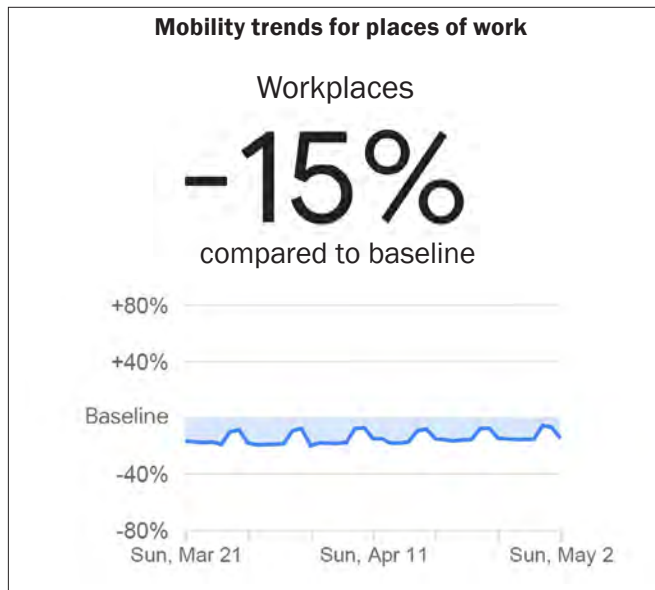 Mobility trends for places of work
Workplaces
-15%
compared to baseline
+80%
+40%
Baseline
-40%
-80%
Sun, Mar 21 Sun, Apr 11 Sun, May 2